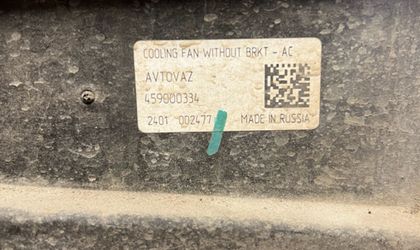 COOLING FAN WITHOUT BRKT - AC
AVTOVAZ
459000334
2401 002477 MADE IN RUSSIA